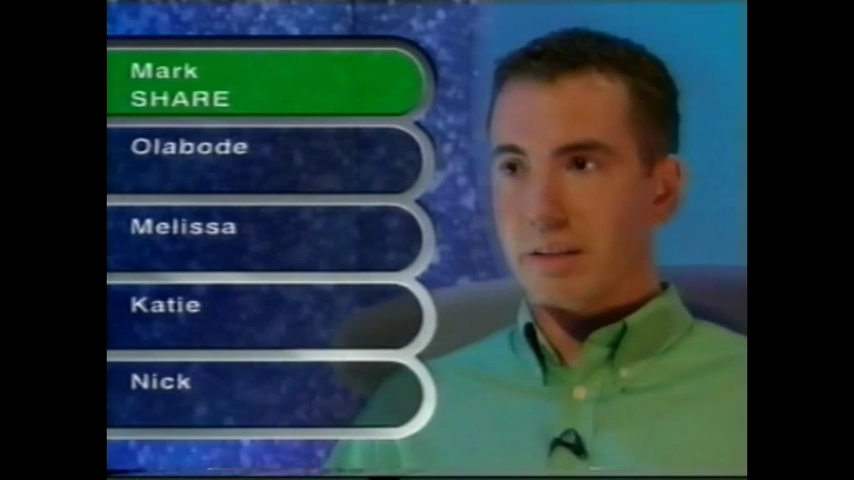 Mark
SHARE
Olabode
Melissa
Katie
Nick